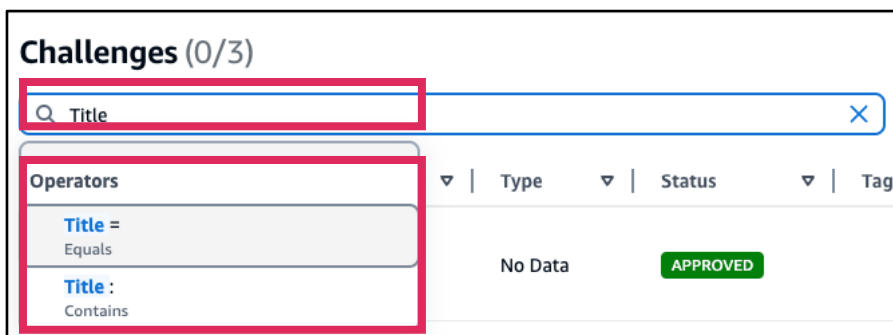 Challenges (0/3)
Title
Operators Type Status Tag
Title =
Equals
No Data APPROVED
Title :
Contains